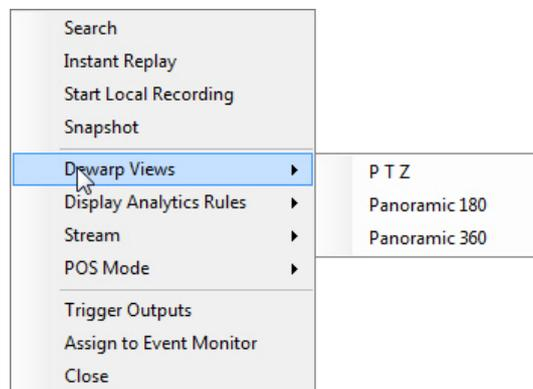 Search
Instant Replay
Start Local Recording
Snapshot
Dewarp Views
P T Z
Display Analytics Rules
Panoramic 180
Stream
Panoramic 360
POS Mode
Trigger Outputs
Assign to Event Monitor
Close